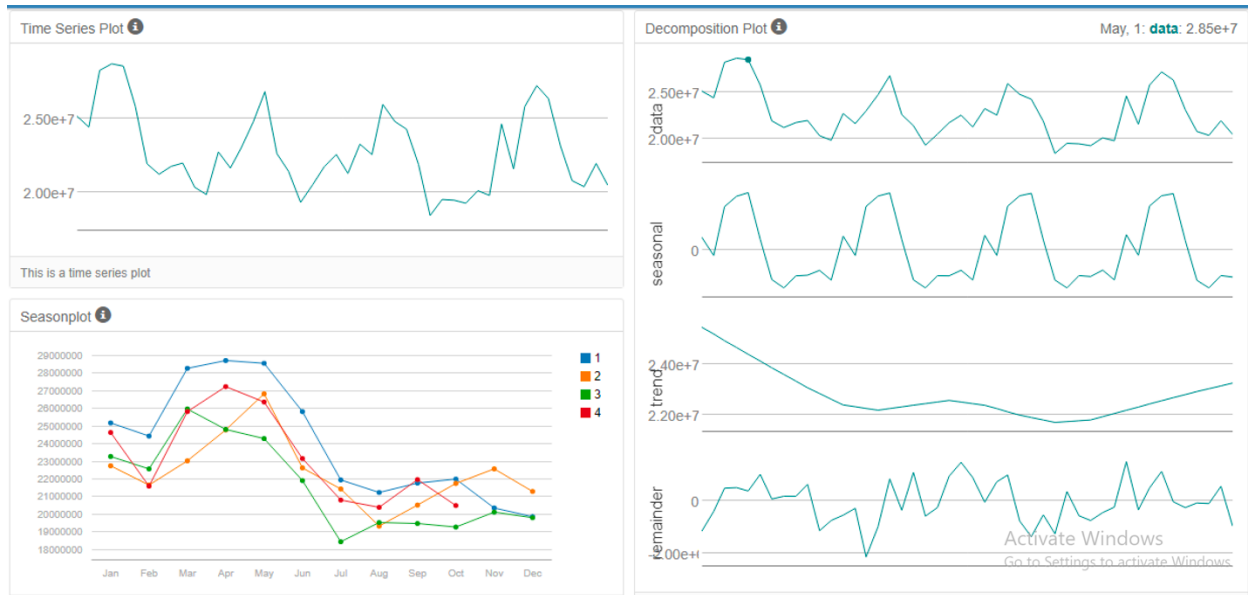 Time Series Plot
2.50e+7
2.00e+7
This is a time series plot
Seasonplot
29000000
28000000
27000000
26000000
25000000
24000000
23000000
22000000
21000000
20000000
19000000
18000000
Jan Feb Mar Apr May Jun Jul Aug Sep Oct Nov Dec
1
2
3
4
Decomposition Plot May, 1: data: 2.85e+7
2.50e+7
2.00e+7
data
0
seasonal
2.40e+7
2.20e+7
trend
0
remainder
Activate Windows
Go to Settings to activate Windows.